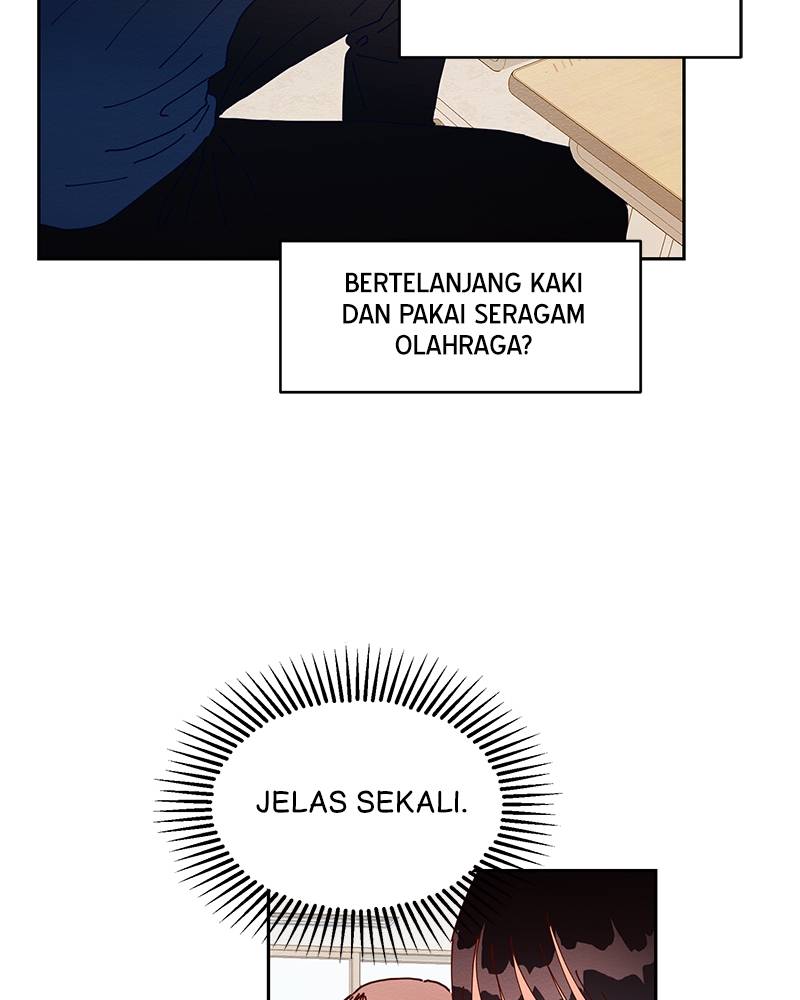 BERTELANJANG KAKI
DAN PAKAI SERAGAM
OLAHRAGA?
JELAS SEKALI.